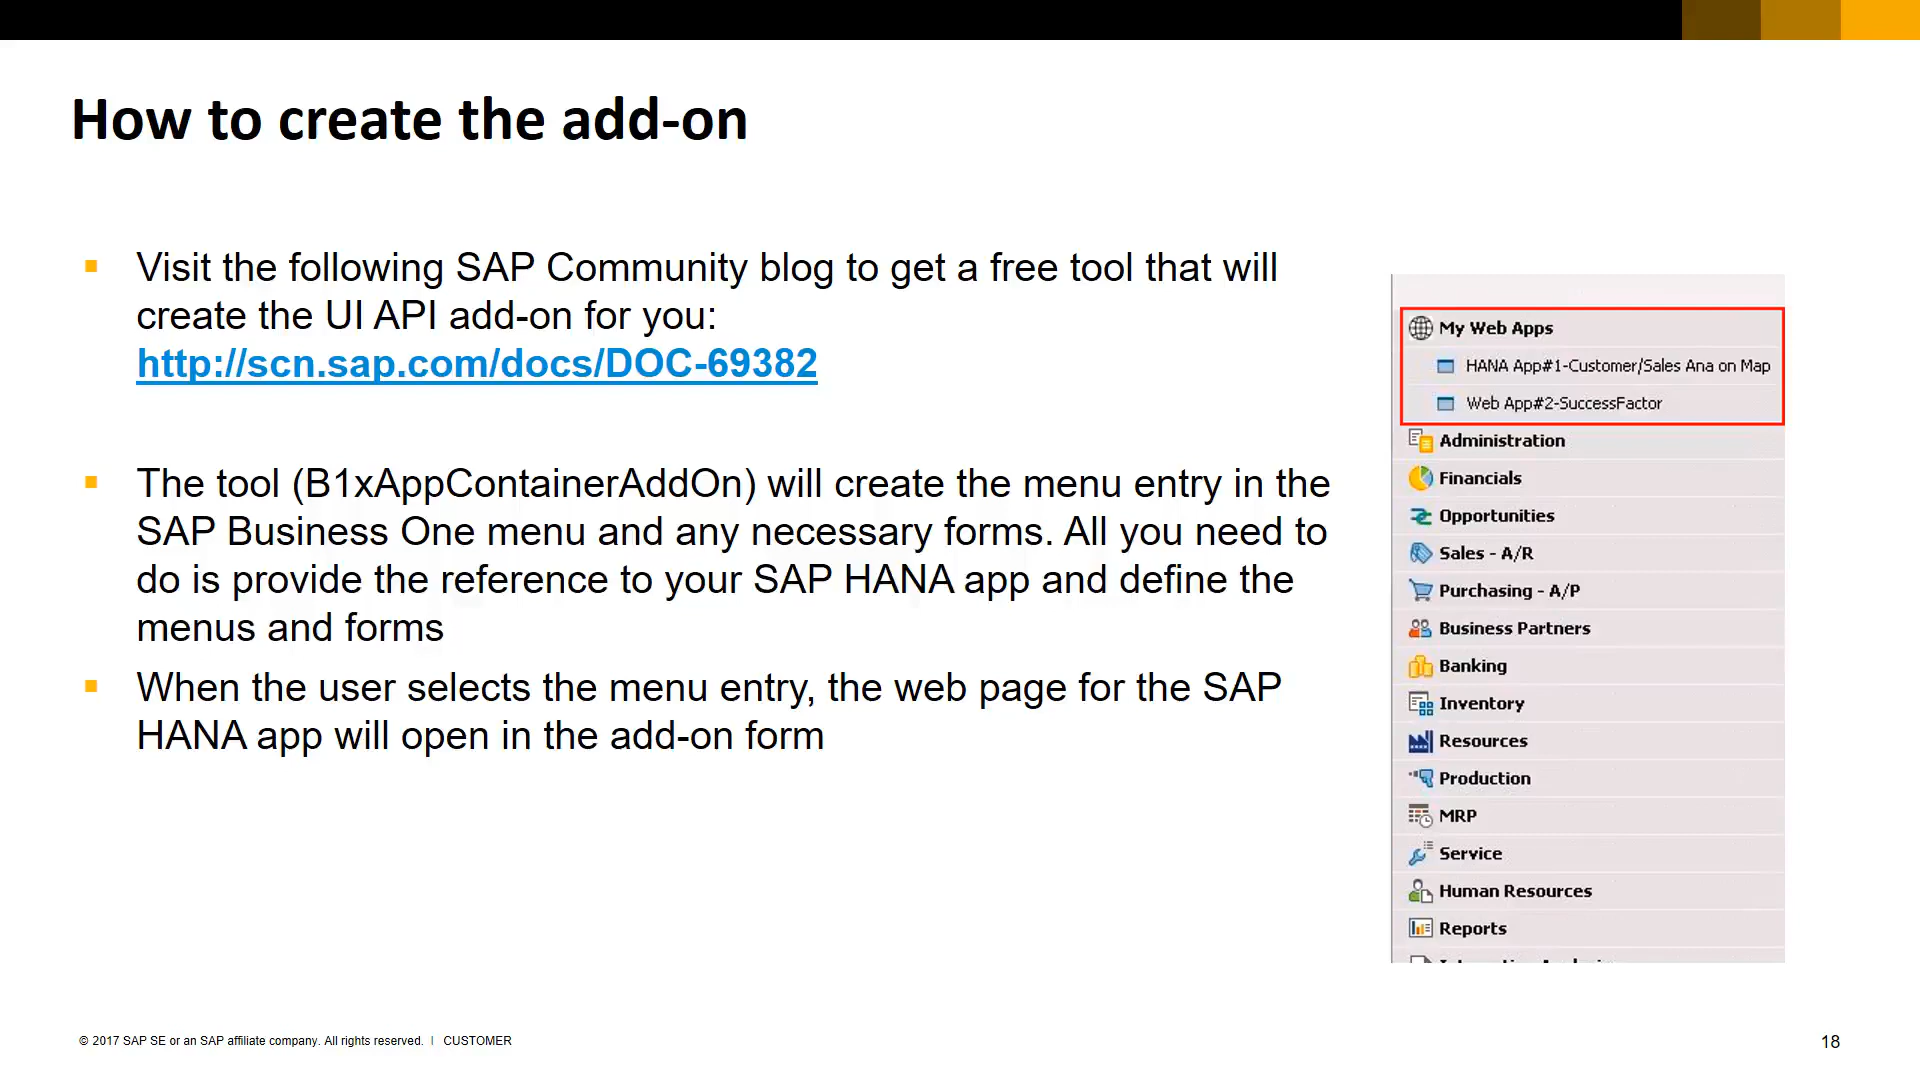 How to create the add-on
Visit the following SAP Community blog to get a free tool that will
create the UI API add-on for you:
http://scn.sap.com/docs/DOC-69382
The tool (B1xAppContainerAddOn) will create the menu entry in the
SAP Business One menu and any necessary forms. All you need to
do is provide the reference to your SAP HANA app and define the
menus and forms
When the user selects the menu entry, the web page for the SAP
HANA app will open in the add-on form
My Web Apps
HANA App#1-Customer/Sales Ana on Map
Web App#2-SuccessFactor
Administration
Financials
Opportunities
Sales - A/R
Purchasing - A/P
Business Partners
Banking
Inventory
Resources
Production
MRP
Service
Human Resources
Reports
© 2017 SAP SE or an SAP affiliate company. All rights reserved. | CUSTOMER
18